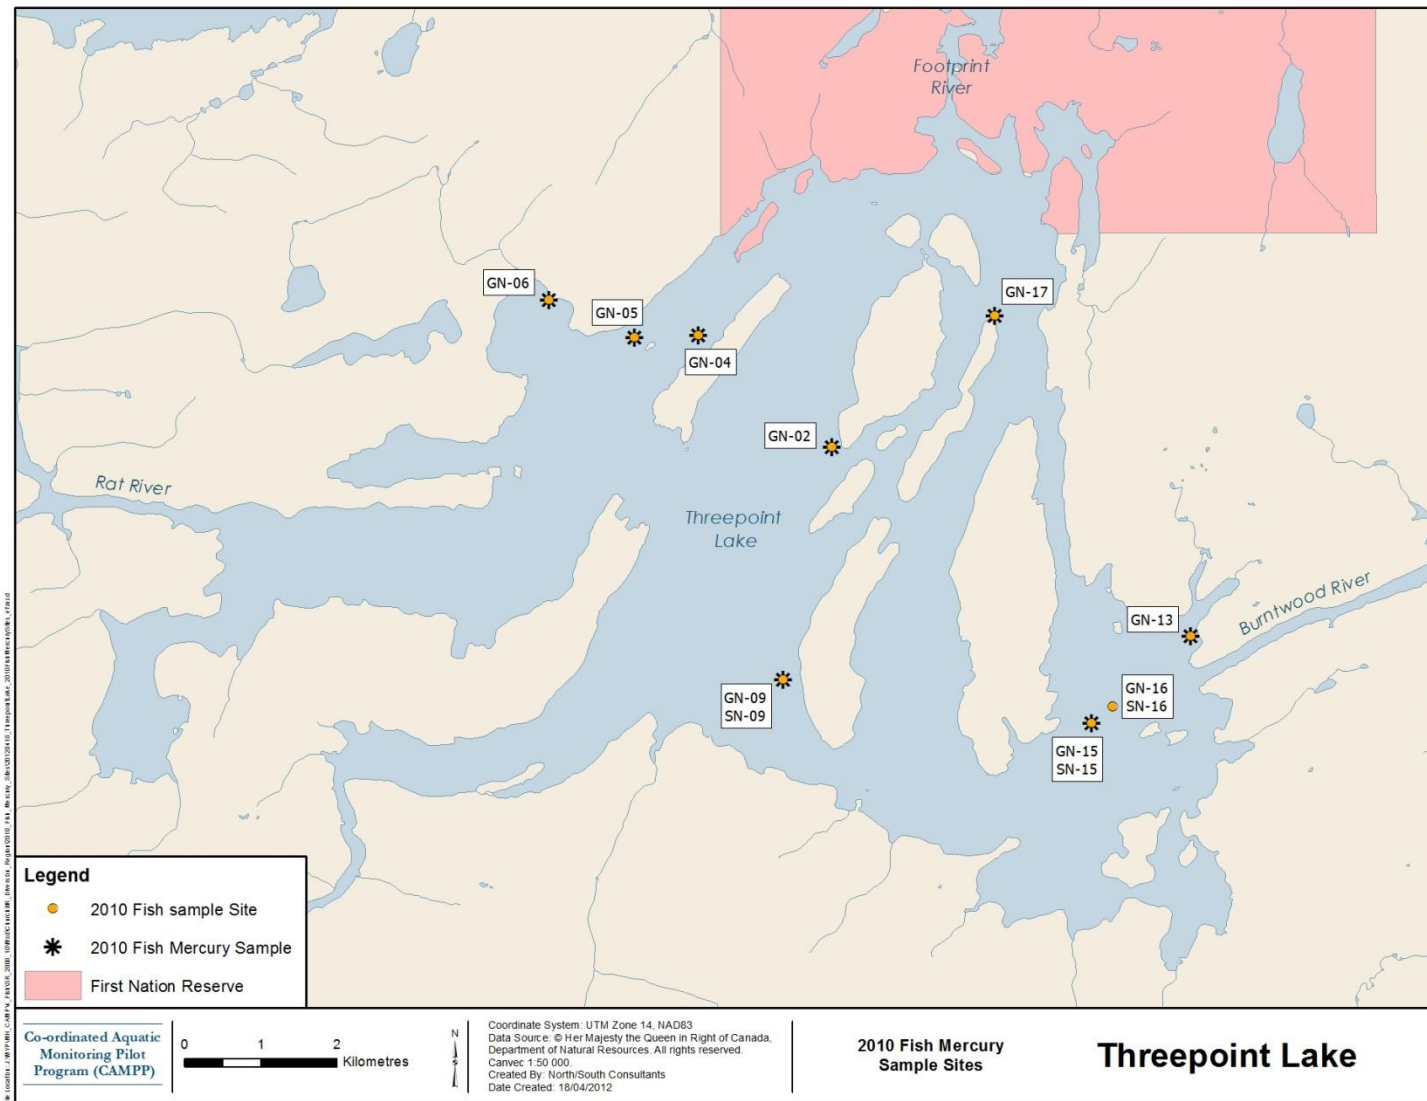 Footprint
River
GN-06
GN-17
GN-05
GN-04
GN-02
Rat River
Threepoint
Lake
Burntwood River
GN-13
GN-09
SN-09
GN-16
SN-16
GN-15
SN-15
Legend
2010 Fish sample Site
2010 Fish Mercury Sample
First Nation Reserve
Co-ordinated Aquatic
Monitoring Pilot
Program (CAMPP)
0 1 2
Kilometres
N
Coordinate System: UTM Zone 14, NAD83
Data Source: © Her Majesty the Queen in Right of Canada,
Department of Natural Resources. All rights reserved.
Canvec 1:50 000.
Created By: North/South Consultants
Date Created: 18/04/2012
2010 Fish Mercury
Sample Sites
Threepoint Lake